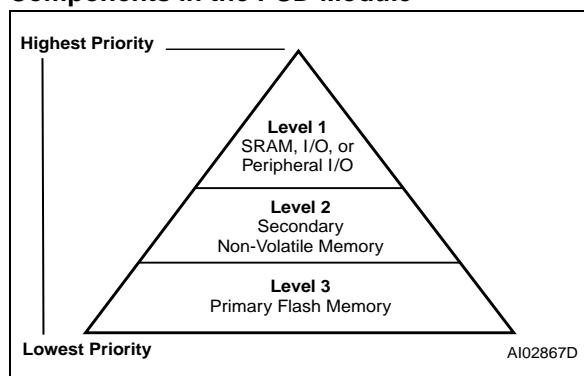 Components in the PSD Module
Highest Priority
Level 1
SRAM, I/O, or
Peripheral I/O
Level 2
Secondary
Non-Volatile Memory
Level 3
Primary Flash Memory
Lowest Priority
AI02867D